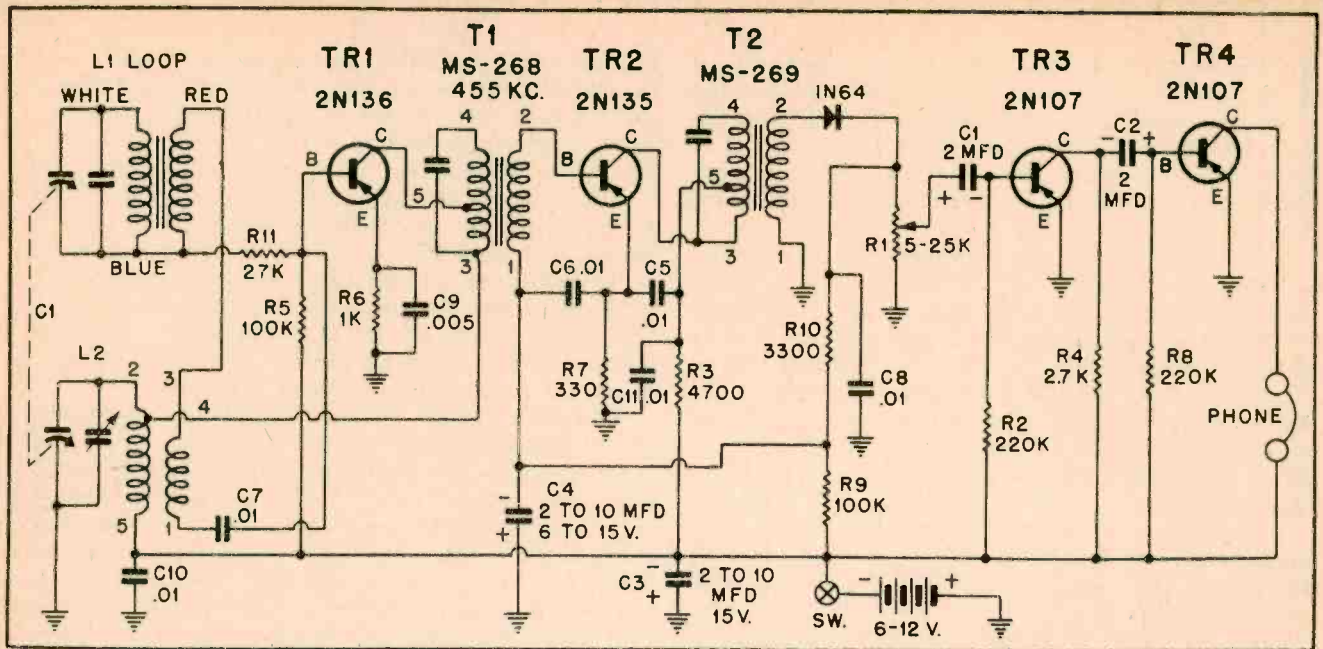 L1 LOOP
WHITE
RED
BLUE
C1
L2
2
5
3
4
1
C7
.01
C10
.01
R11
27K
R5
100K
TR1
2N136
B
C
E
R6
1K
C9
.005
T1
MS-268
455 KC.
4
5
3
2
1
TR2
2N135
B
C
E
C6 .01
C5
.01
R7
330
C11 .01
R3
4700
C4
-
2 TO 10 MFD
6 TO 15 V.
+
C3
-
+
2 TO 10
MFD
15V.
T2
MS-269
4
5
3
2
1
1N64
R1
5-25K
R10
3300
C8
.01
R9
100K
SW.
-
+
6-12 V.
C1
2 MFD
+
-
TR3
2N107
C
E
R2
220K
R4
2.7K
C2
-
+
2
MFD
R8
220K
TR4
2N107
B
C
E
PHONE